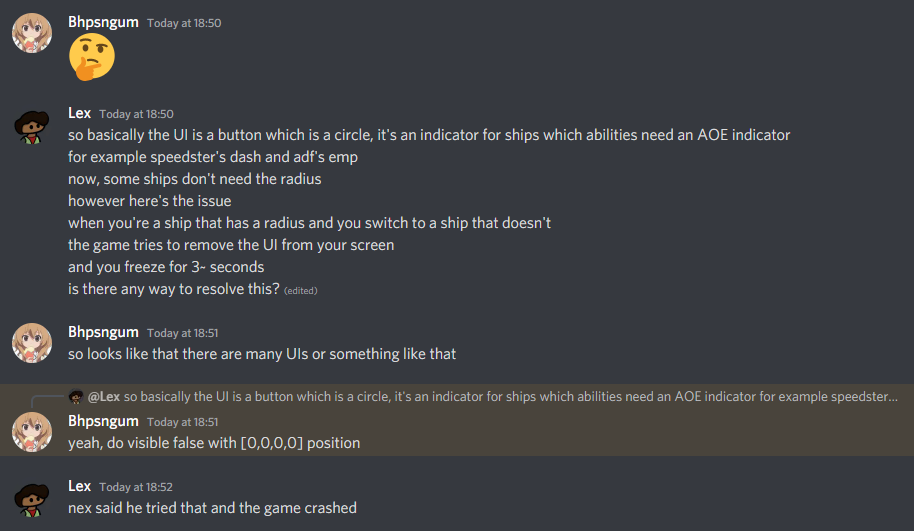 Bhpsngum Today at 18:50
Lex Today at 18:50
so basically the UI is a button which is a circle, it's an indicator for ships which abilities need an AOE indicator
for example speedster's dash and adf's emp
now, some ships don't need the radius
however here's the issue
when you're a ship that has a radius and you switch to a ship that doesn't
the game tries to remove the UI from your screen
and you freeze for 3~ seconds
is there any way to resolve this? (edited)
Bhpsngum Today at 18:51
so looks like that there are many UIs or something like that
@Lex so basically the UI is a button which is a circle, it's an indicator for ships which abilities need an AOE indicator for example speedster...
Bhpsngum Today at 18:51
yeah, do visible false with [0,0,0,0] position
Lex Today at 18:52
nex said he tried that and the game crashed